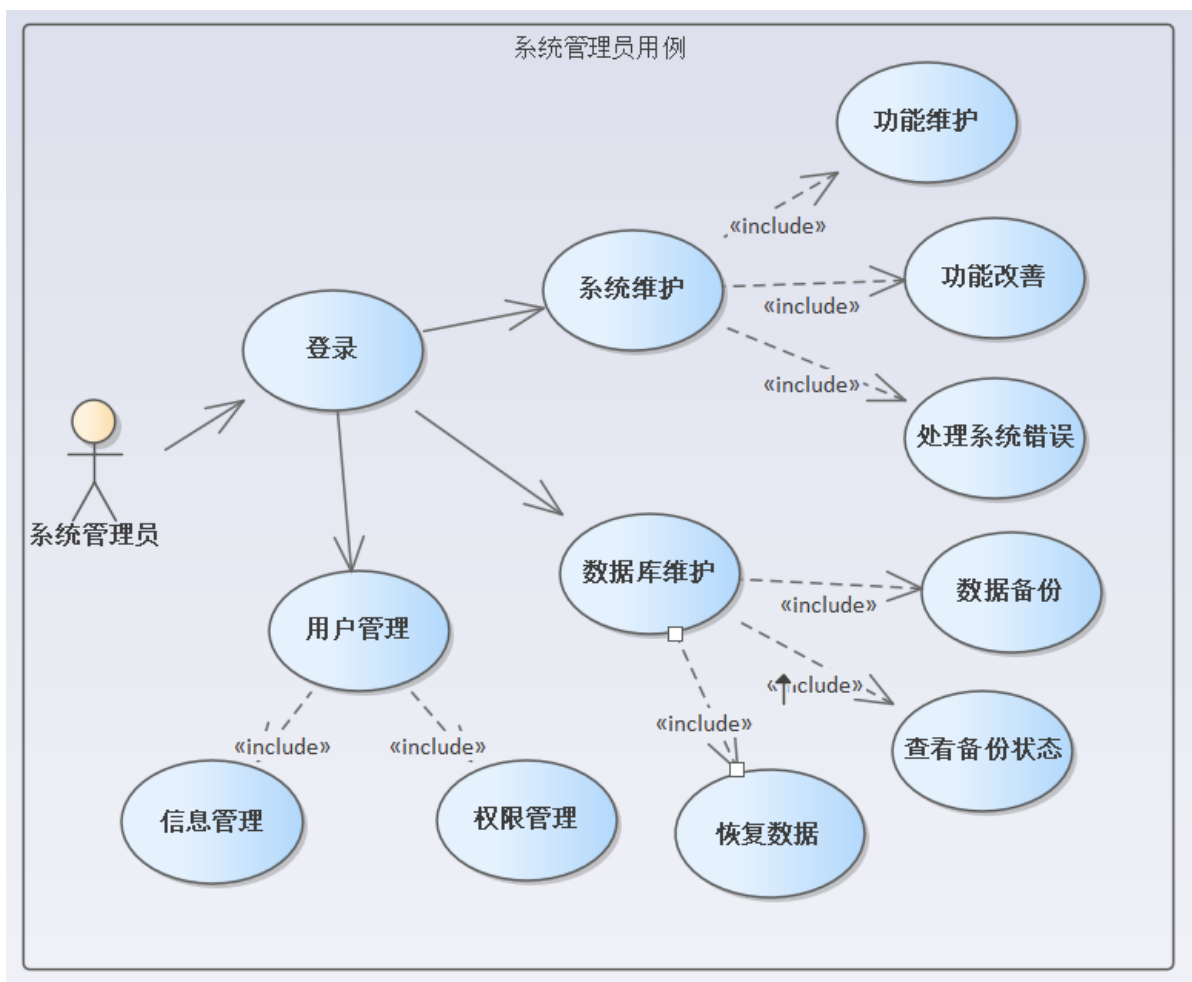 系统管理员用例
功能维护
«include»
功能改善
系统维护
«include»
登录
«include»
处理系统错误
系统管理员
数据库维护
数据备份
«include»
用户管理
«include»
«include»
«include»
«include»
查看备份状态
信息管理
权限管理
恢复数据